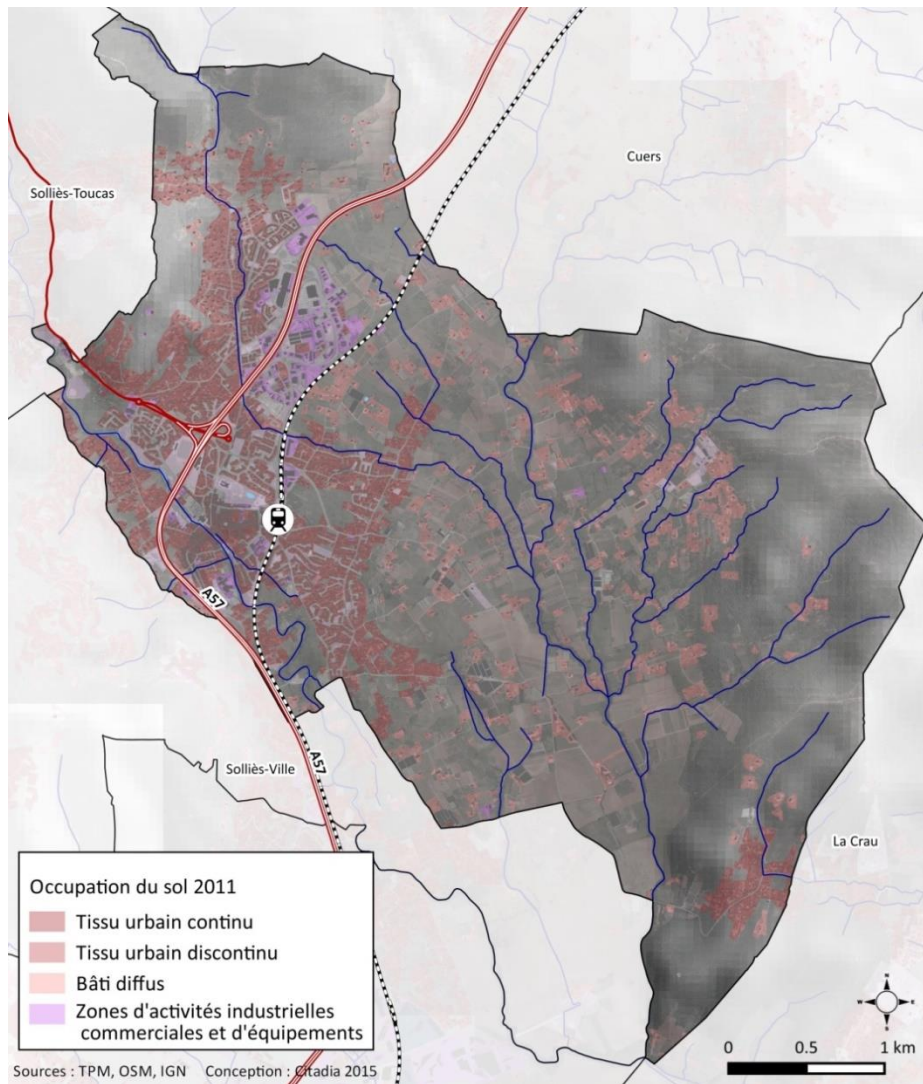 Cuers
Solliès-Toucas
A57
A57
Solliès-Ville
La Crau
Occupation du sol 2011
Tissu urbain continu
Tissu urbain discontinu
Bâti diffus
Zones d'activités industrielles
commerciales et d'équipements
N
W E
S
0 0.5 1 km
Sources : TPM, OSM, IGN Conception : Citadia 2015